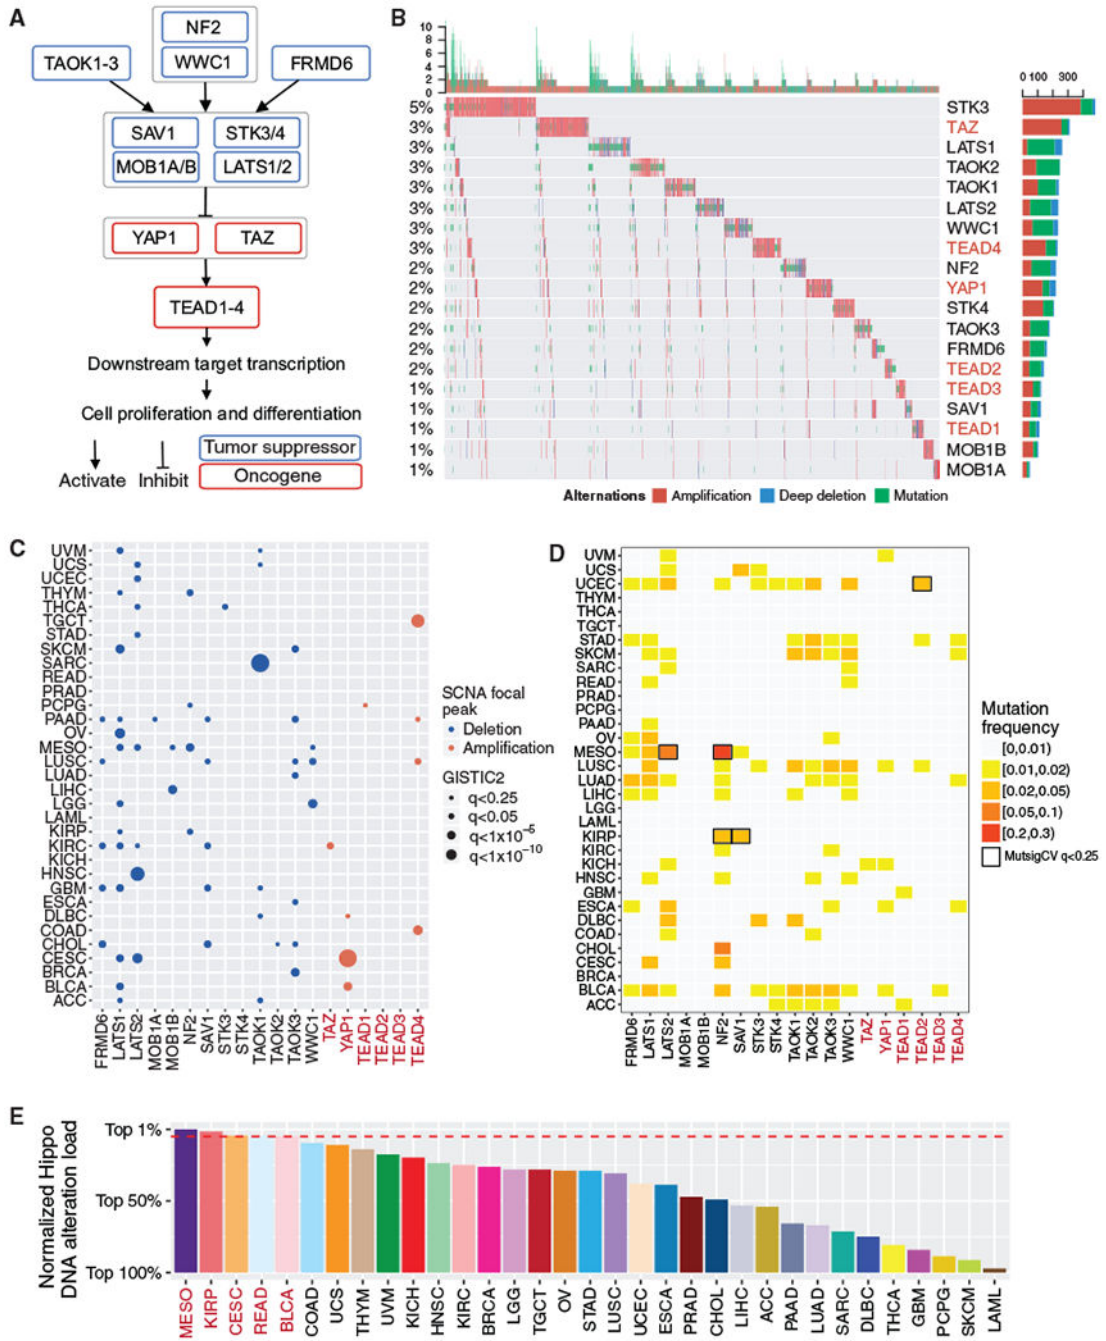 A
NF2
WWC1
TAOK1-3
FRMD6
SAV1
STK3/4
MOB1A/B
LATS1/2
YAP1
TAZ
TEAD1-4
Downstream target transcription
Cell proliferation and differentiation
Tumor suppressor
Activate
Inhibit
Oncogene
B
10
8
6
4
2
0
0 100 300
5% STK3
3% TAZ
3% LATS1
3% TAOK2
3% TAOK1
3% LATS2
3% WWC1
3% TEAD4
2% NF2
2% YAP1
2% STK4
2% TAOK3
2% FRMD6
2% TEAD2
1% TEAD3
1% SAV1
1% TEAD1
1% MOB1B
1% MOB1A
Alternations Amplification Deep deletion Mutation
C
UVM
UCS
UCEC
THYM
THCA
TGCT
STAD
SKCM
SARC
READ
PRAD
PCPG
PAAD
OV
MESO
LUSC
LUAD
LIHC
LGG
LAML
KIRP
KIRC
KICH
HNSC
GBM
ESCA
DLBC
COAD
CHOL
CESC
BRCA
BLCA
ACC
FRMD6
LATS1
LATS2
MOB1A
MOB1B
NF2
SAV1
STK3
STK4
TAOK1
TAOK2
TAOK3
WWC1
TAZ
YAP1
TEAD1
TEAD2
TEAD3
TEAD4
SCNA focal
peak
Deletion
Amplification
GISTIC2
q<0.25
q<0.05
q<1x10⁻⁵
q<1x10⁻¹⁰
D
UVM
UCS
UCEC
THYM
THCA
TGCT
STAD
SKCM
SARC
READ
PRAD
PCPG
PAAD
OV
MESO
LUSC
LUAD
LIHC
LGG
LAML
KIRP
KIRC
KICH
HNSC
GBM
ESCA
DLBC
COAD
CHOL
CESC
BRCA
BLCA
ACC
FRMD6
LATS1
LATS2
MOB1A
MOB1B
NF2
SAV1
STK3
STK4
TAOK1
TAOK2
TAOK3
WWC1
TAZ
YAP1
TEAD1
TEAD2
TEAD3
TEAD4
Mutation
frequency
[0,0.01)
[0.01,0.02)
[0.02,0.05)
[0.05,0.1)
[0.2,0.3)
MutsigCV q<0.25
E
Normalized Hippo
DNA alteration load
Top 1%
Top 50%
Top 100%
MESO
KIRP
CESC
READ
BLCA
COAD
UCS
THYM
UVM
KICH
HNSC
KIRC
BRCA
LGG
TGCT
OV
STAD
LUSC
UCEC
ESCA
PRAD
CHOL
LIHC
ACC
PAAD
LUAD
SARC
DLBC
THCA
GBM
PCPG
SKCM
LAML